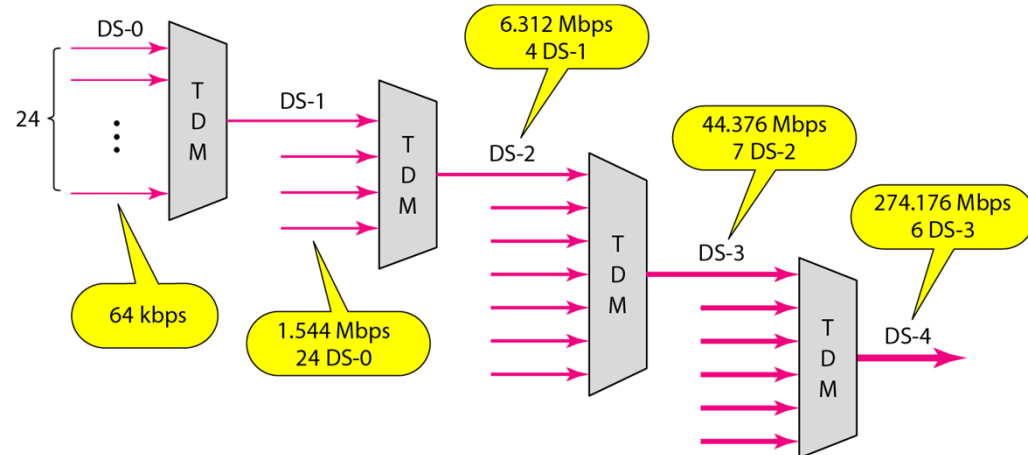 DS-0
24
T
D
M
64 kbps
DS-1
T
D
M
1.544 Mbps
24 DS-0
6.312 Mbps
4 DS-1
DS-2
T
D
M
44.376 Mbps
7 DS-2
DS-3
T
D
M
274.176 Mbps
6 DS-3
DS-4